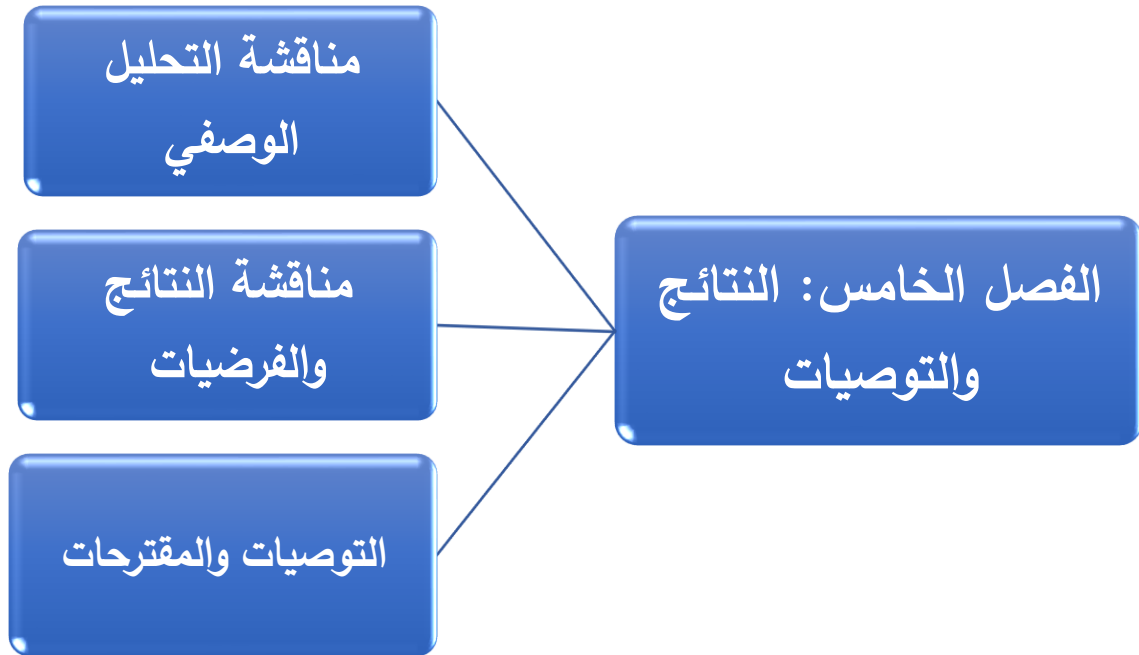 الفصل الخامس: النتائج
والتوصيات
مناقشة التحليل
الوصفي
مناقشة النتائج
والفرضيات
التوصيات والمقترحات